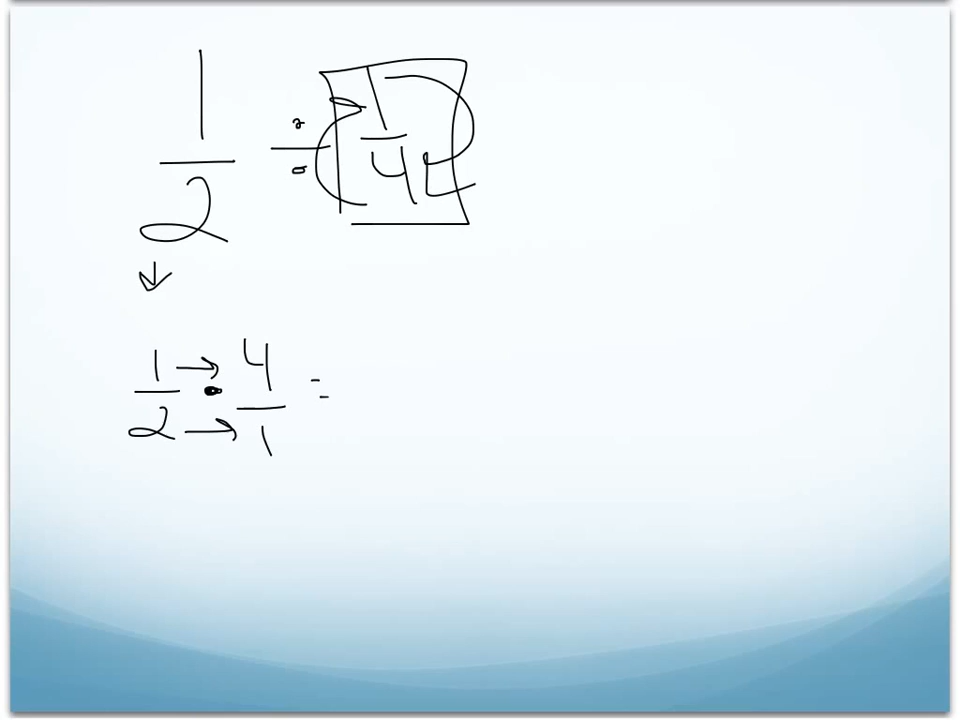 1/2 ÷ 1/4
↓
1/2 → • → 4/1 =